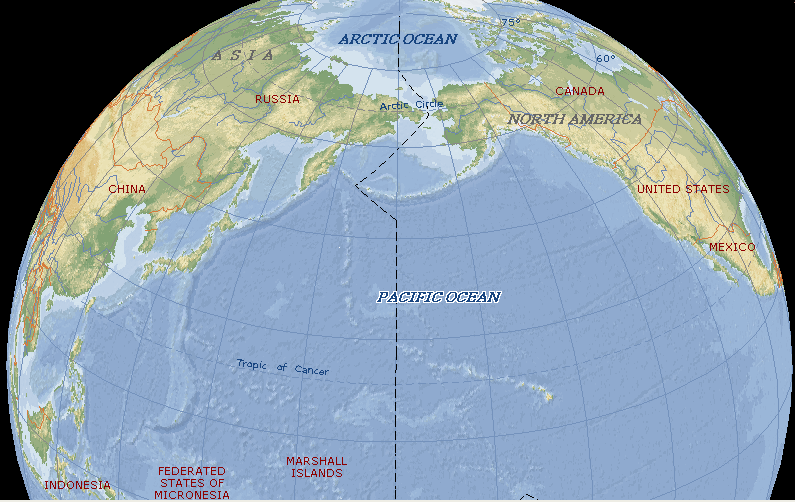 75°
ARCTIC OCEAN
ASIA
60°
CANADA
RUSSIA
Arctic Circle
NORTH AMERICA
CHINA
UNITED STATES
MEXICO
PACIFIC OCEAN
Tropic of Cancer
MARSHALL
ISLANDS
FEDERATED
STATES OF
MICRONESIA
INDONESIA